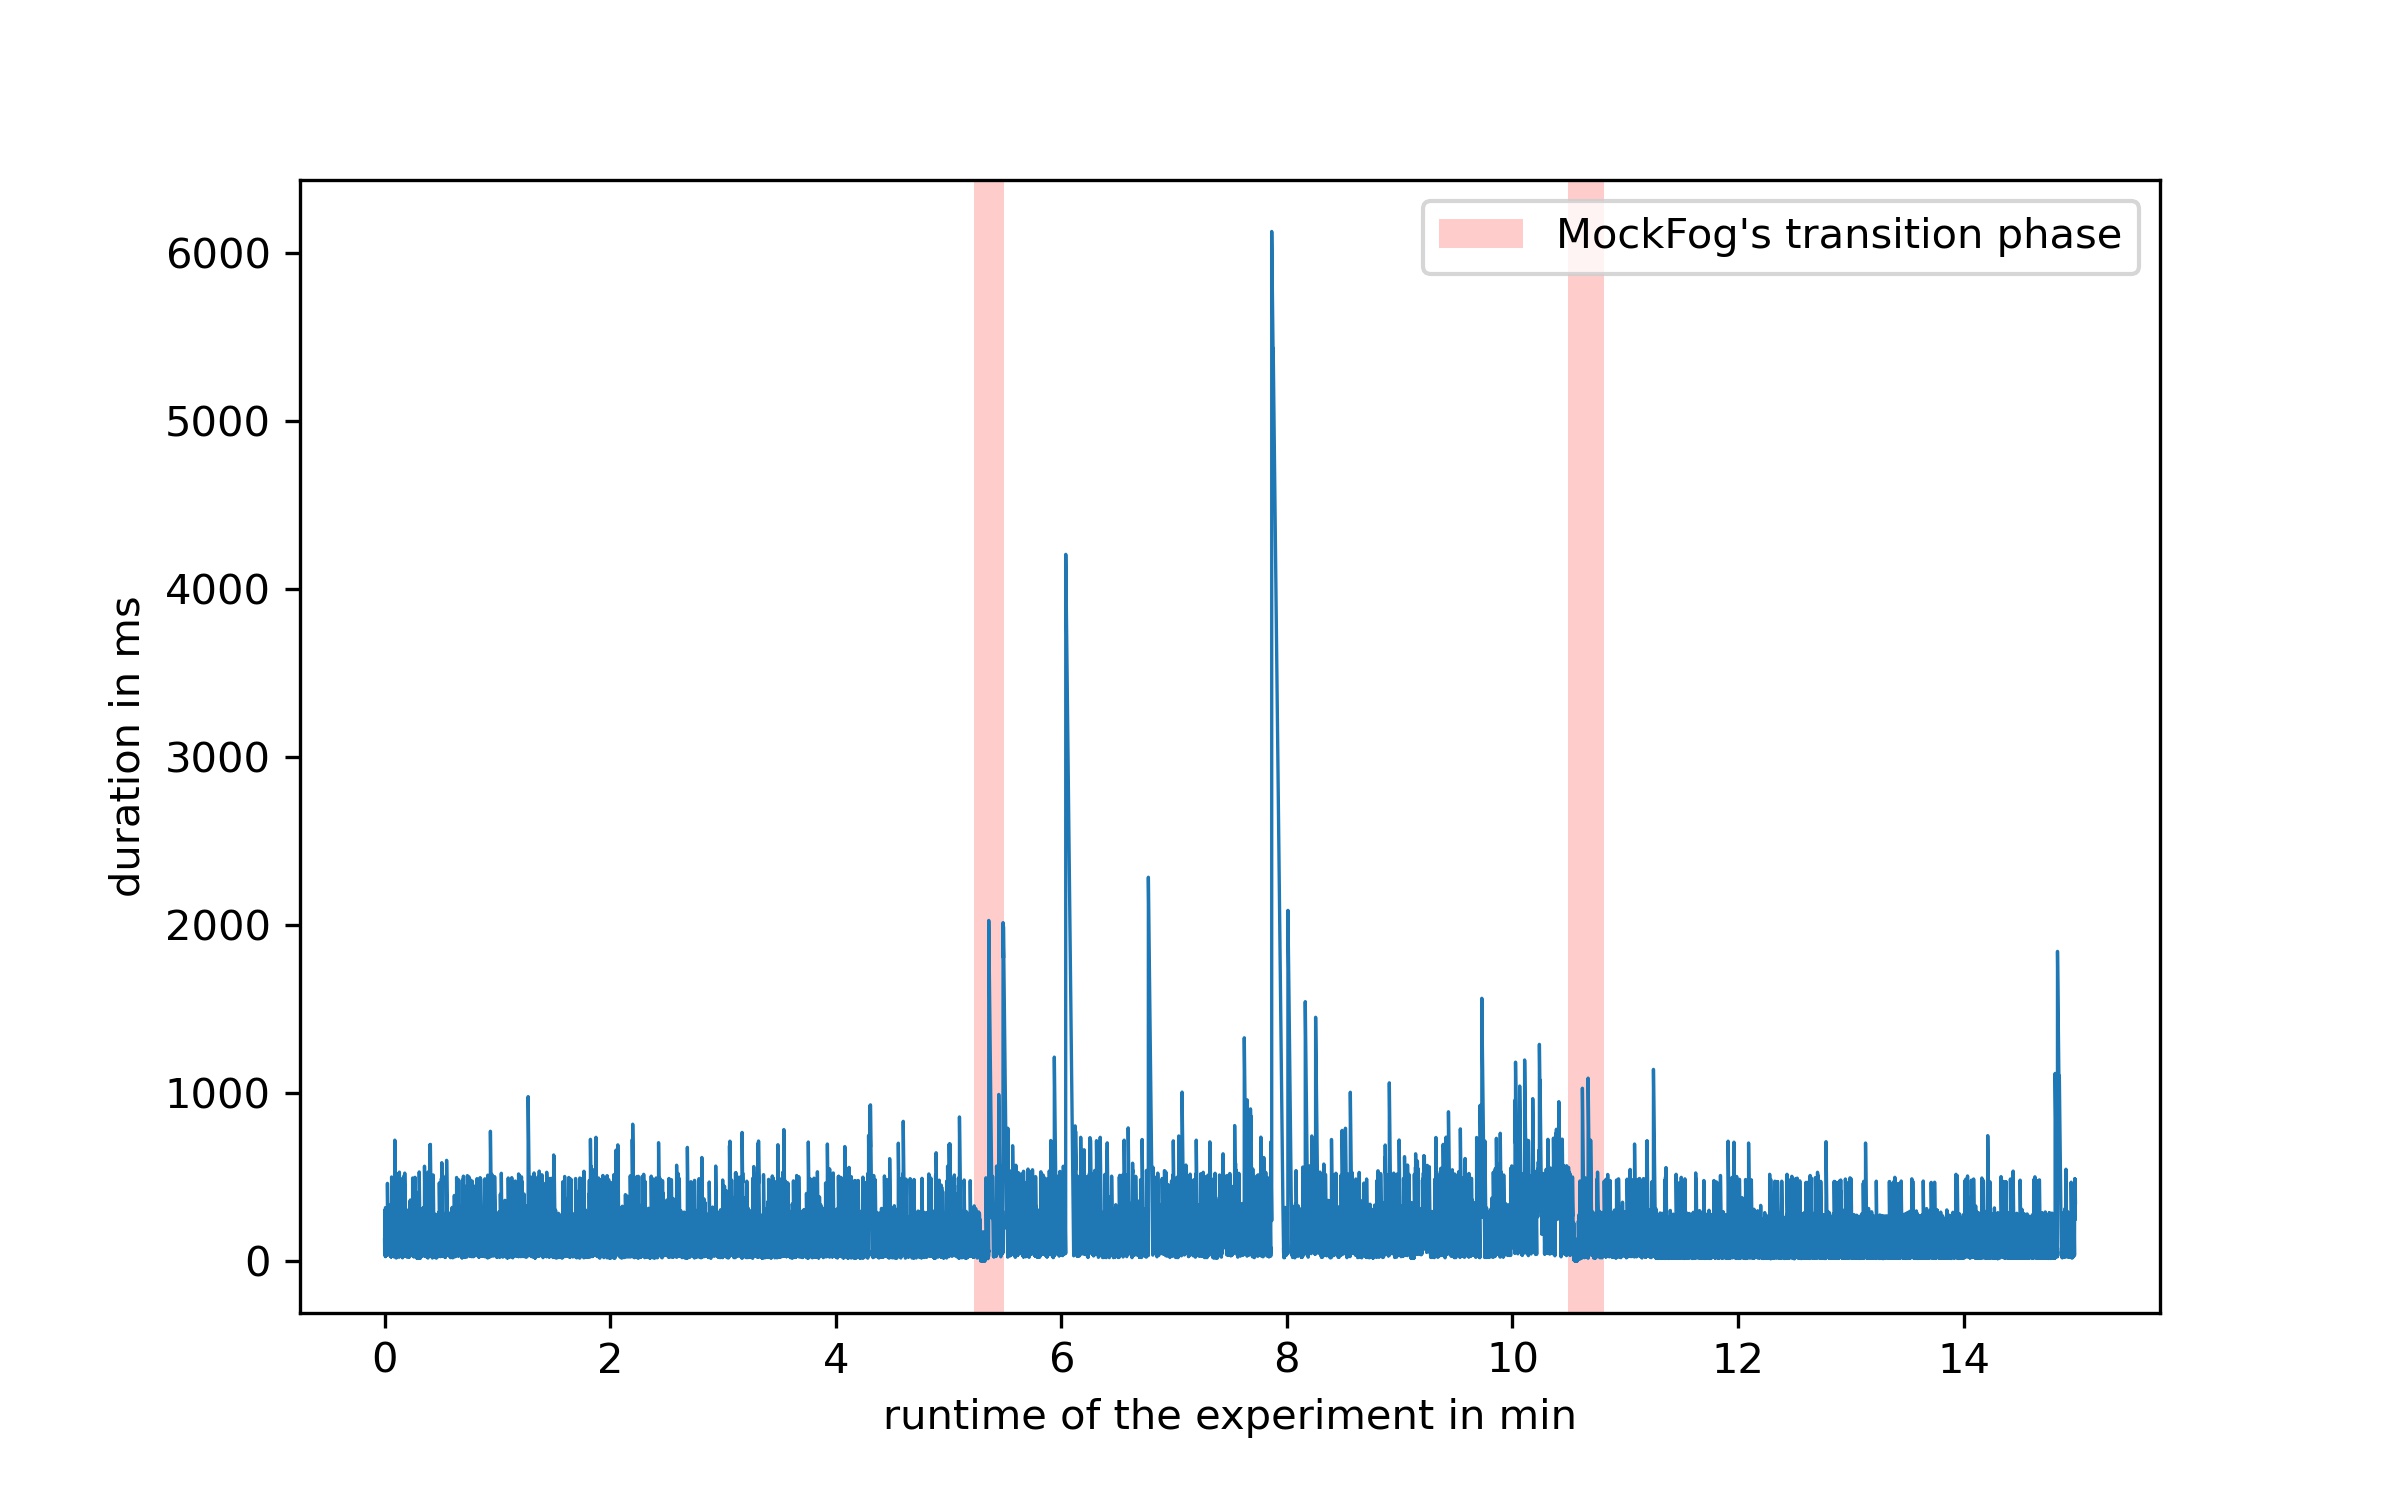 MockFog's transition phase
6000
5000
4000
3000
2000
1000
0
duration in ms
0 2 4 6 8 10 12 14
runtime of the experiment in min